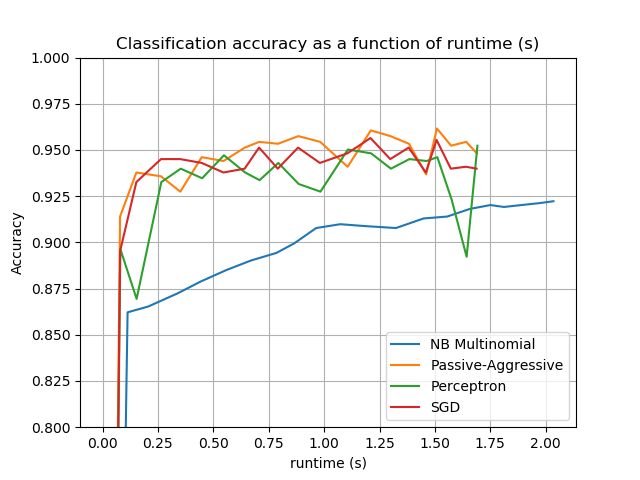 Classification accuracy as a function of runtime (s)
1.000
0.975
0.950
0.925
0.900
0.875
0.850
0.825
0.800
Accuracy
NB Multinomial
Passive-Aggressive
Perceptron
SGD
0.00 0.25 0.50 0.75 1.00 1.25 1.50 1.75 2.00
runtime (s)